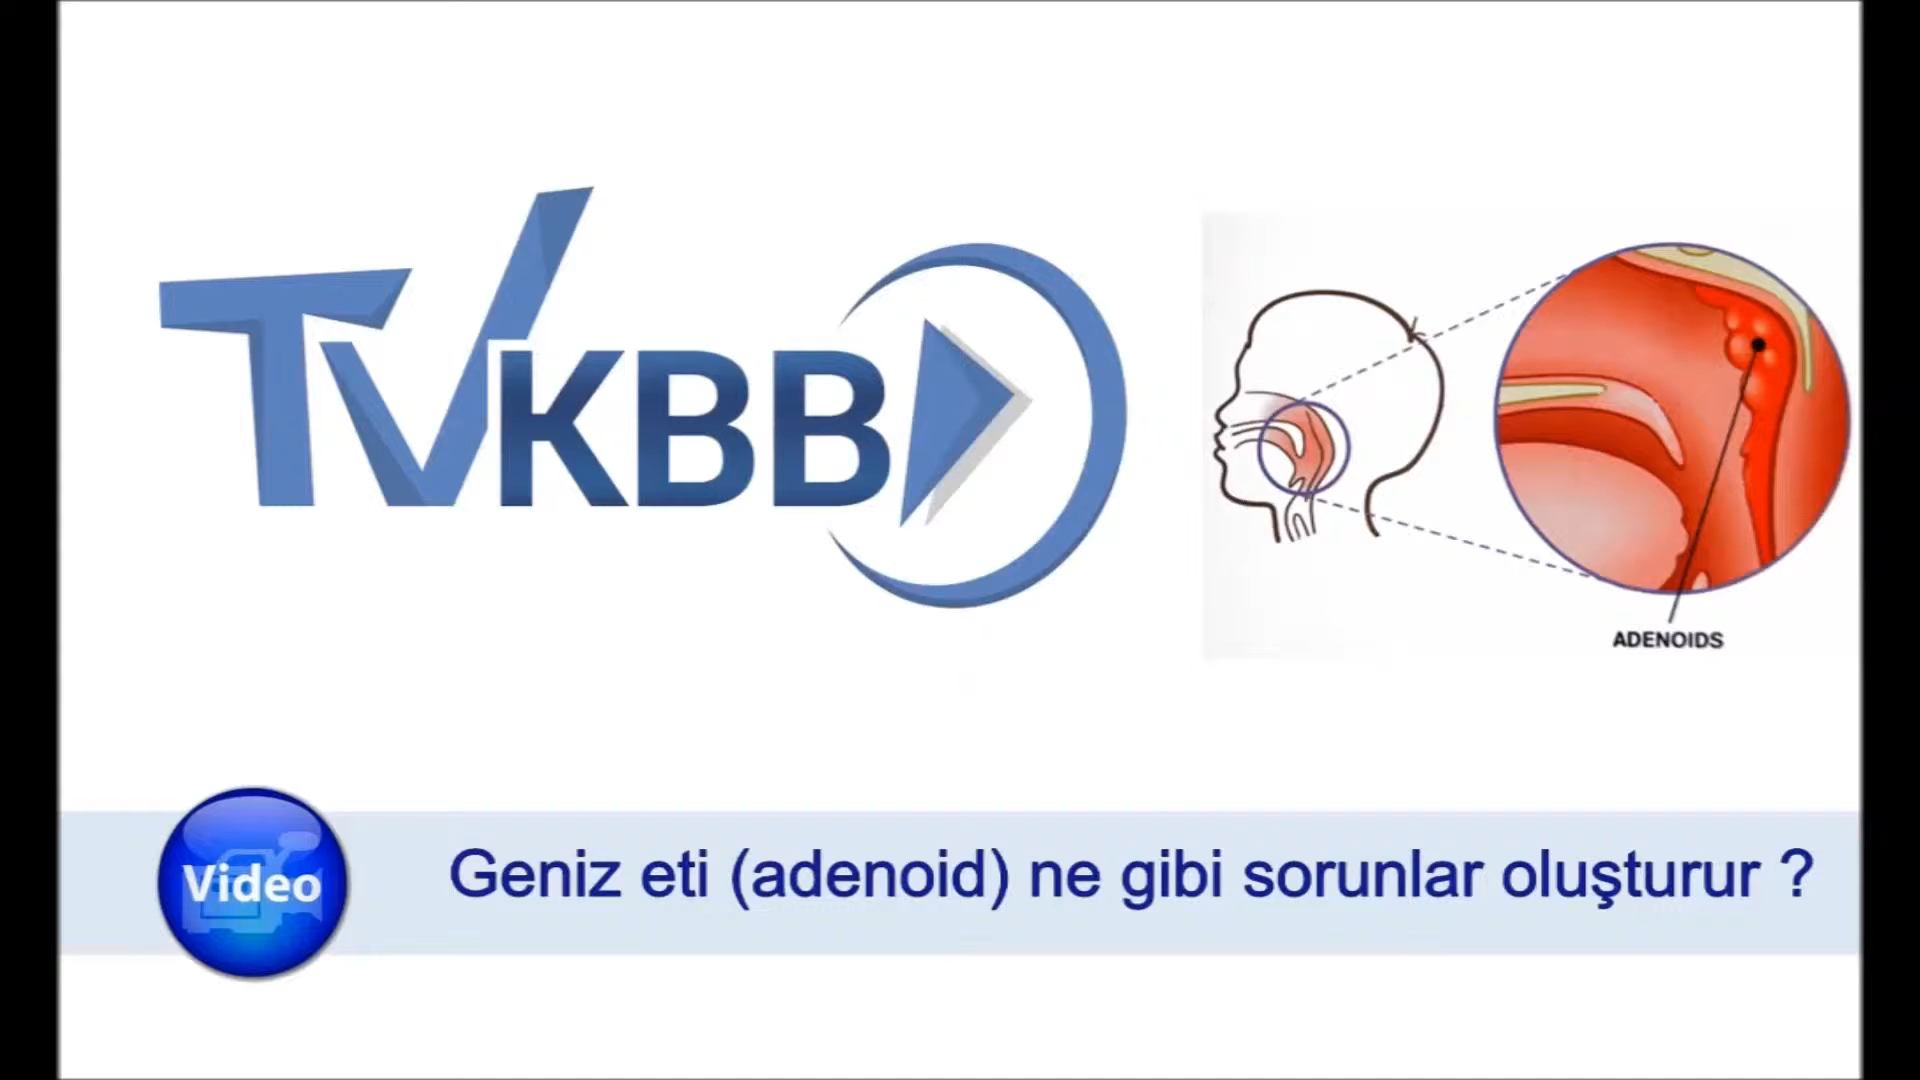 TVKBB
ADENOIDS
Video
Geniz eti (adenoid) ne gibi sorunlar oluşturur ?